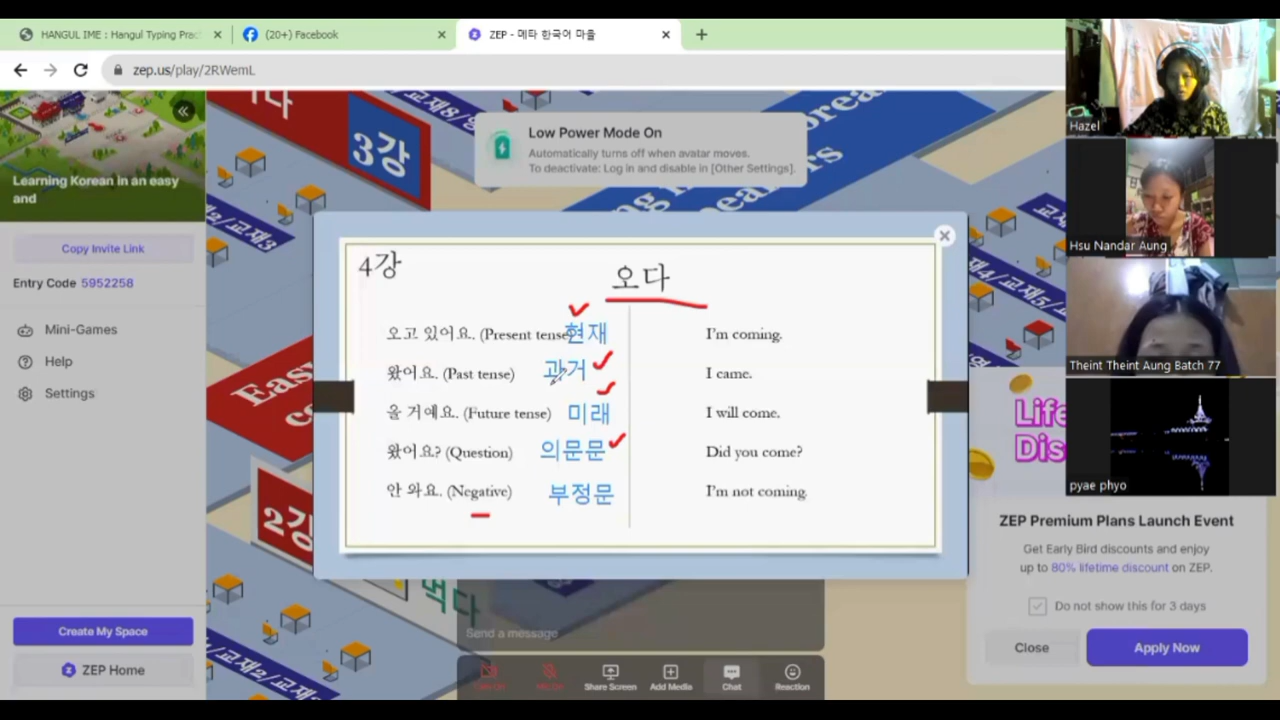 HANGUL IME : Hangul Typing Prac
(20+) Facebook
ZEP - 메타 한국어 마을
zep.us/play/2RWemL
Learning Korean in an easy
and
Copy Invite Link
Entry Code 5952258
Mini-Games
Help
Settings
Create My Space
ZEP Home
3강
Low Power Mode On
Automatically turns off when avatar moves.
To deactivate: Log in and disable in [Other Settings].
4강
오다
오고 있어요. (Present tense) 현재
I'm coming.
왔어요. (Past tense) 과거
I came.
올 거예요. (Future tense) 미래
I will come.
왔어요? (Question) 의문문
Did you come?
안 와요. (Negative) 부정문
I'm not coming
2강
먹다
Send a message
Share Screen
Add Media
Chat
Reaction
Hazel
Hsu Nandar Aung
Theint Theint Aung Batch 77
pyae phyo
ZEP Premium Plans Launch Event
Get Early Bird discounts and enjoy
up to 80% lifetime discount on ZEP.
Do not show this for 3 days
Close
Apply Now